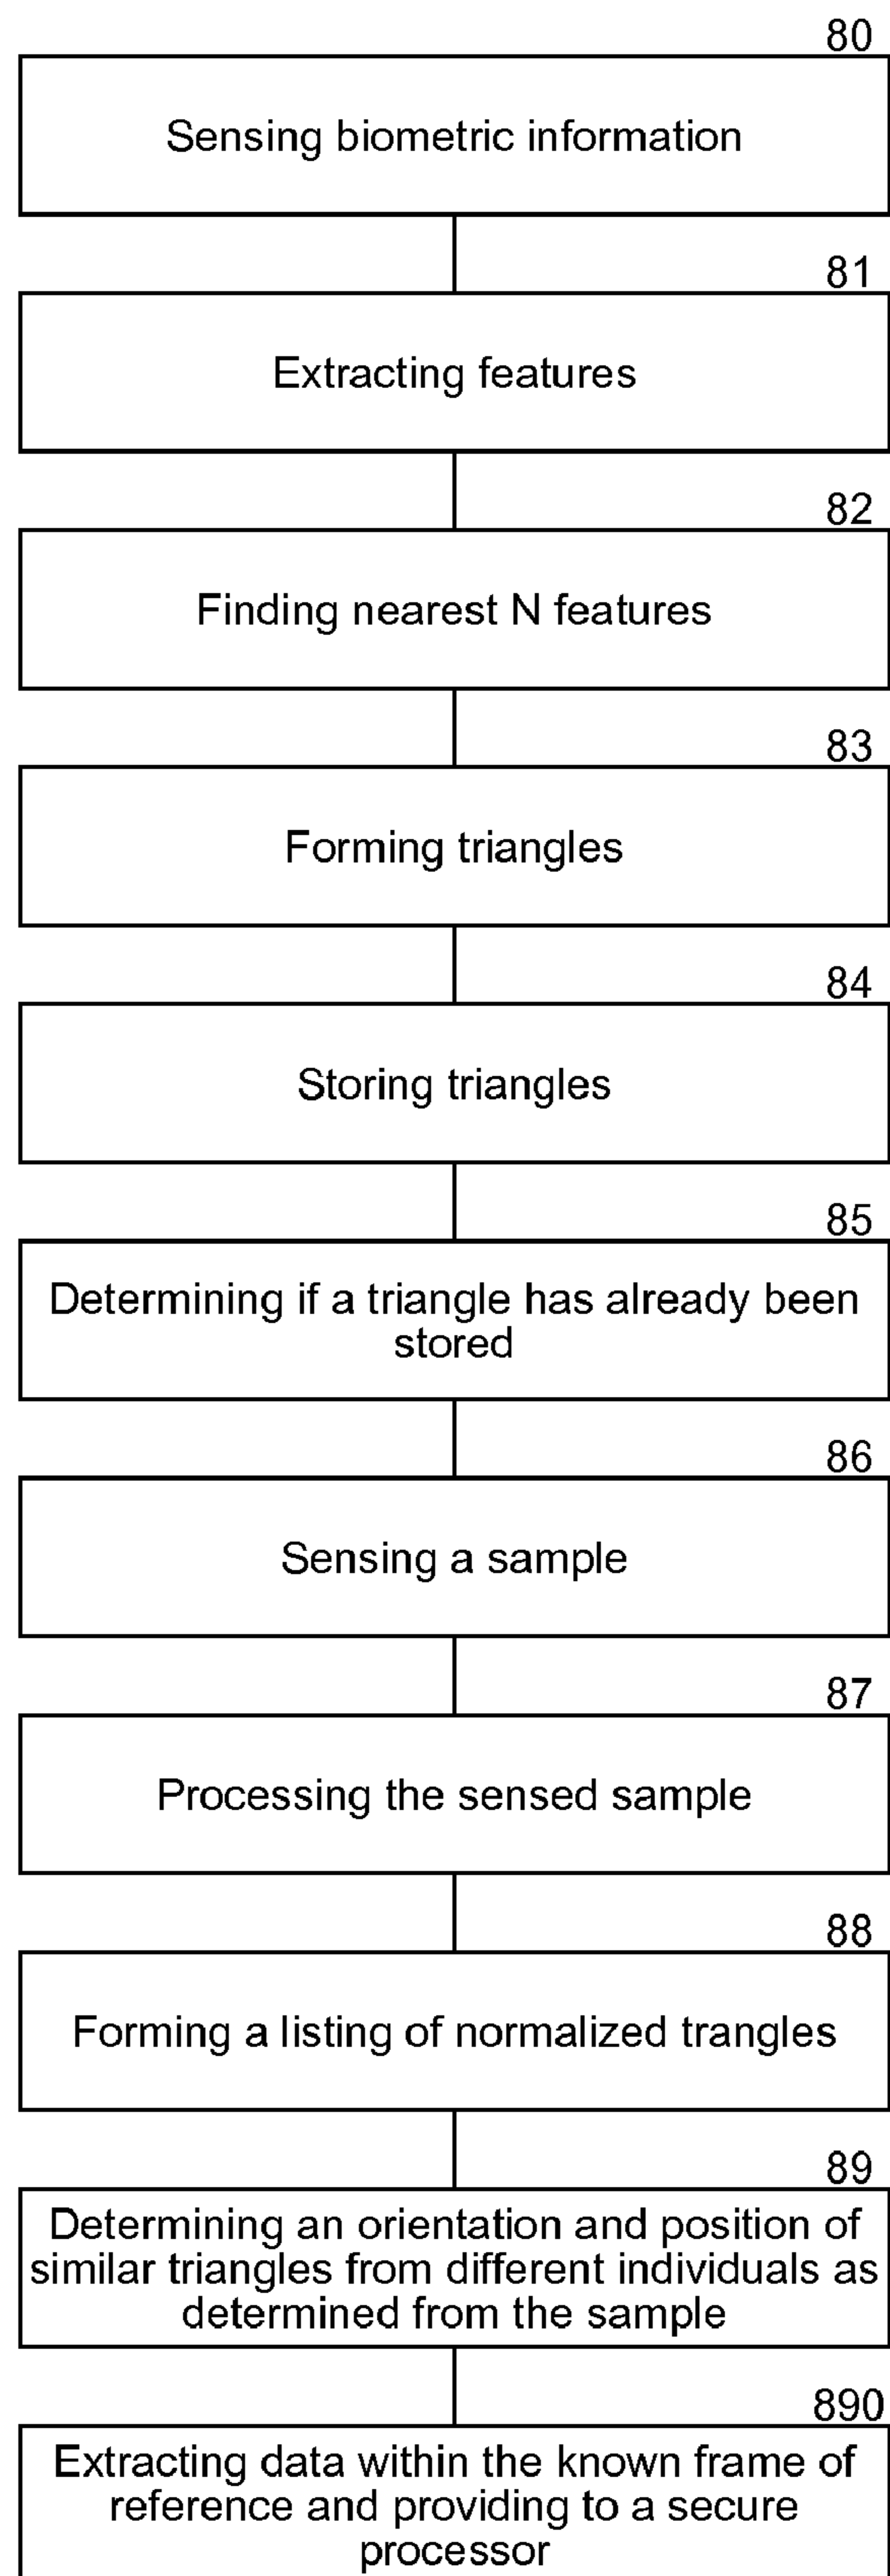 80
Sensing biometric information
81
Extracting features
82
Finding nearest N features
83
Forming triangles
84
Storing triangles
85
Determining if a triangle has already been
stored
86
Sensing a sample
87
Processing the sensed sample
88
Forming a listing of normalized trangles
89
Determining an orientation and position of
similar triangles from different individuals as
determined from the sample
890
Extracting data within the known frame of
reference and providing to a secure
processor